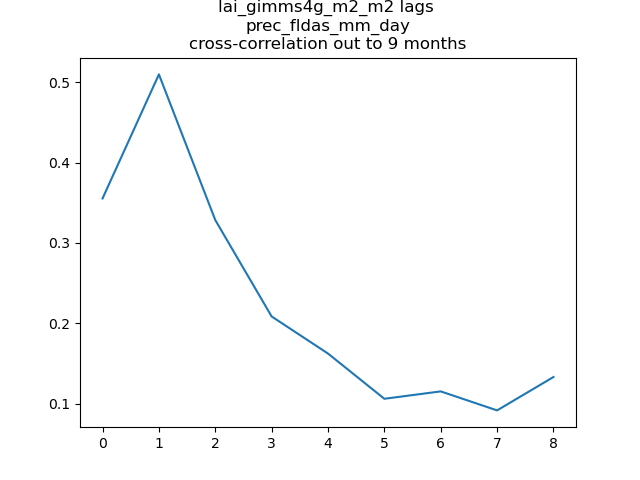 lai_gimms4g_m2_m2 lags
prec_fldas_mm_day
cross-correlation out to 9 months
0.5
0.4
0.3
0.2
0.1
0 1 2 3 4 5 6 7 8